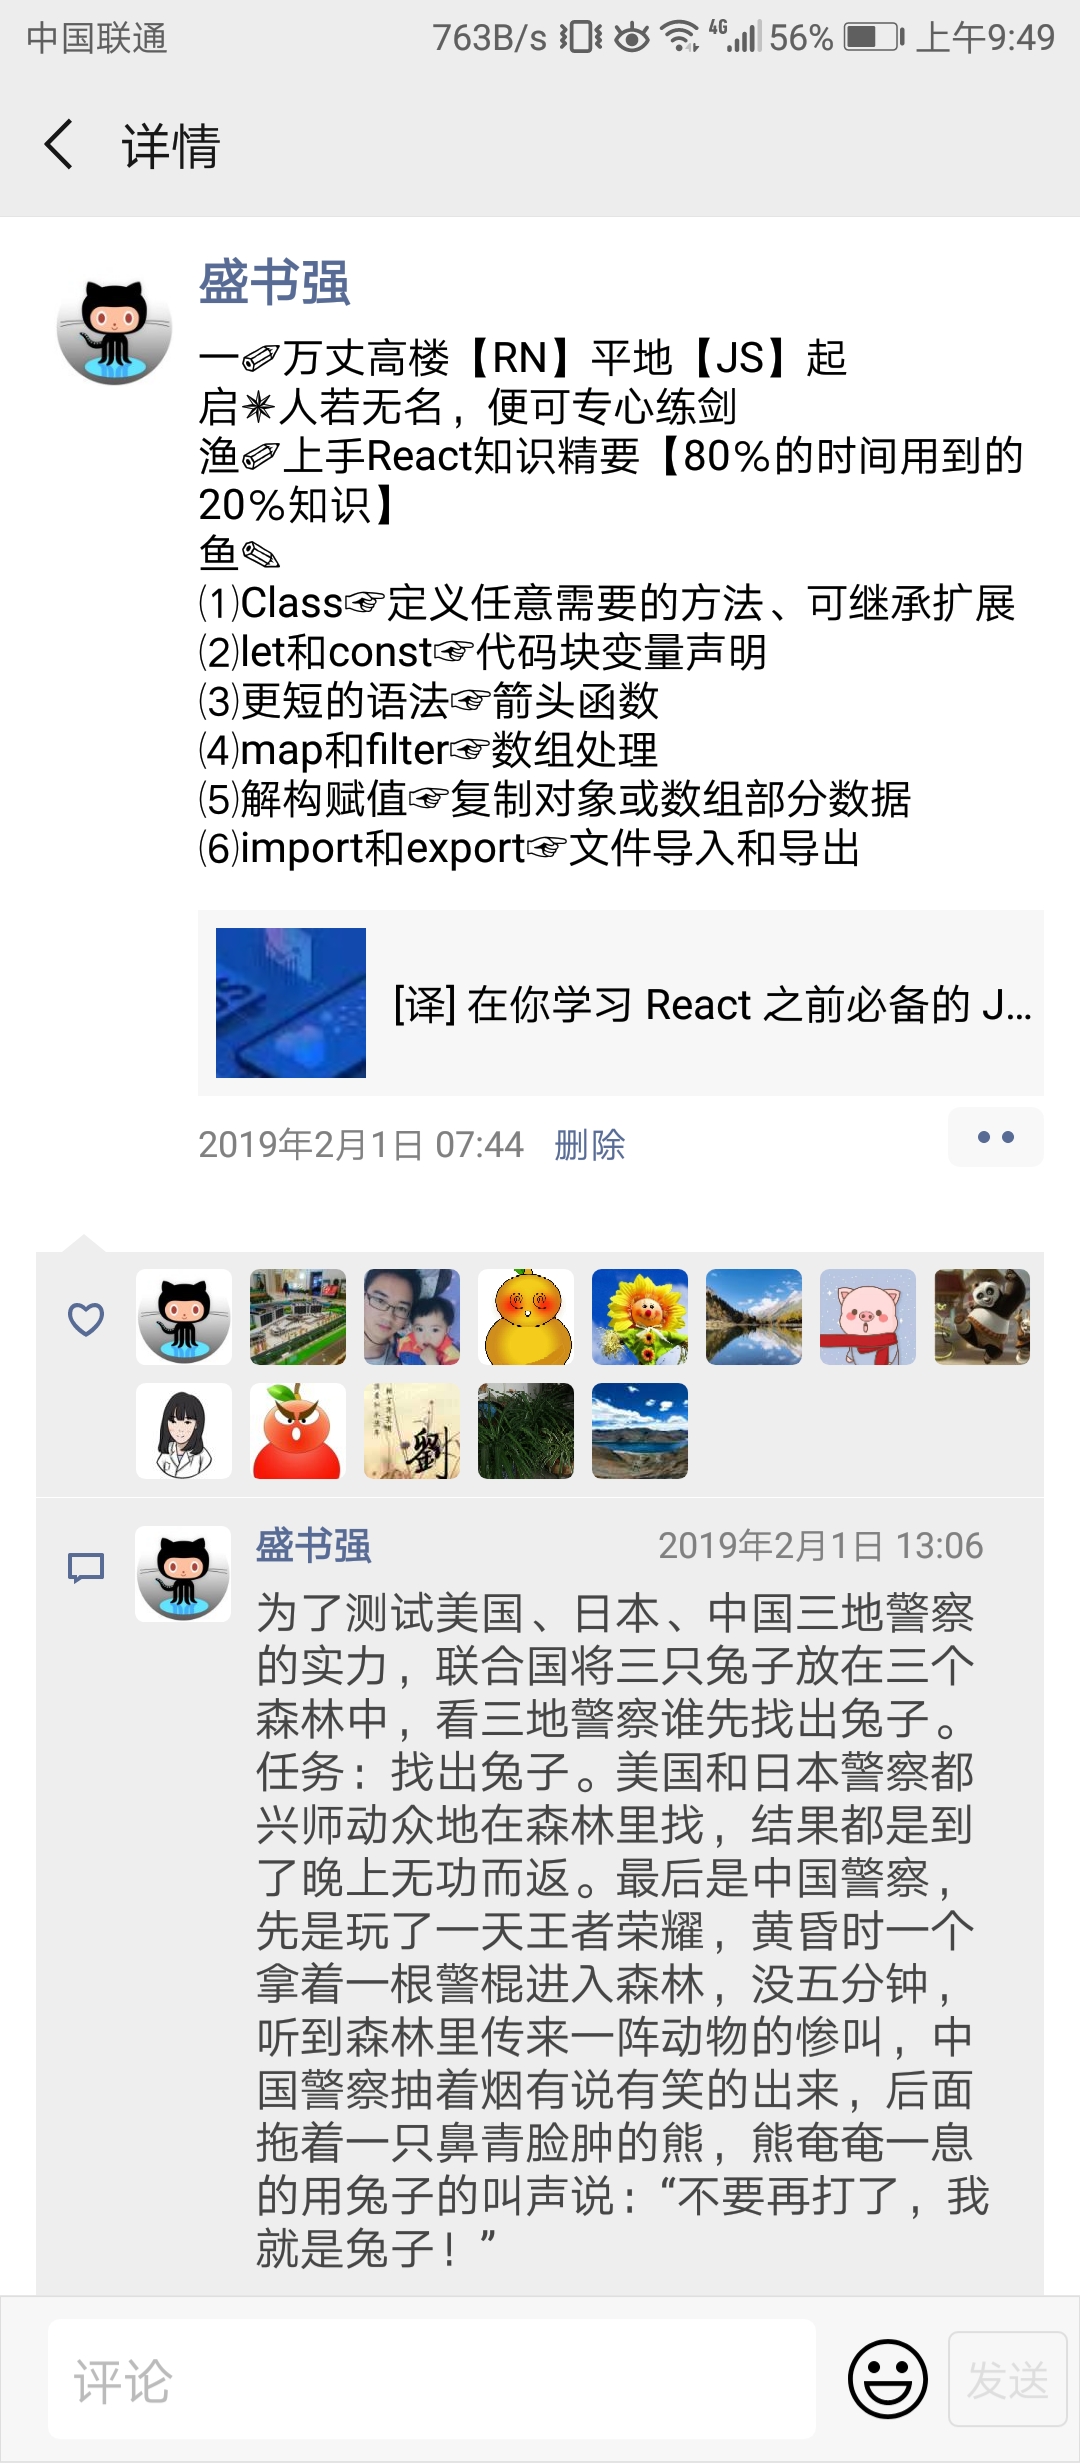 中国联通 763B/s 4G 56% 上午9:49
详情
盛书强
一✏万丈高楼【RN】平地【JS】起
启✴人若无名，便可专心练剑
渔✏上手React知识精要【80%的时间用到的
20%知识】
鱼✎
⑴Class☞定义任意需要的方法、可继承扩展
⑵let和const☞代码块变量声明
⑶更短的语法☞箭头函数
⑷map和filter☞数组处理
⑸解构赋值☞复制对象或数组部分数据
⑹import和export☞文件导入和导出
[译] 在你学习 React 之前必备的 J...
2019年2月1日 07:44 删除
劉
盛书强 2019年2月1日 13:06
为了测试美国、日本、中国三地警察
的实力，联合国将三只兔子放在三个
森林中，看三地警察谁先找出兔子。
任务：找出兔子。美国和日本警察都
兴师动众地在森林里找，结果都是到
了晚上无功而返。最后是中国警察，
先是玩了一天王者荣耀，黄昏时一个
拿着一根警棍进入森林，没五分钟，
听到森林里传来一阵动物的惨叫，中
国警察抽着烟有说有笑的出来，后面
拖着一只鼻青脸肿的熊，熊奄奄一息
的用兔子的叫声说：“不要再打了，我
就是兔子！”
评论 发送